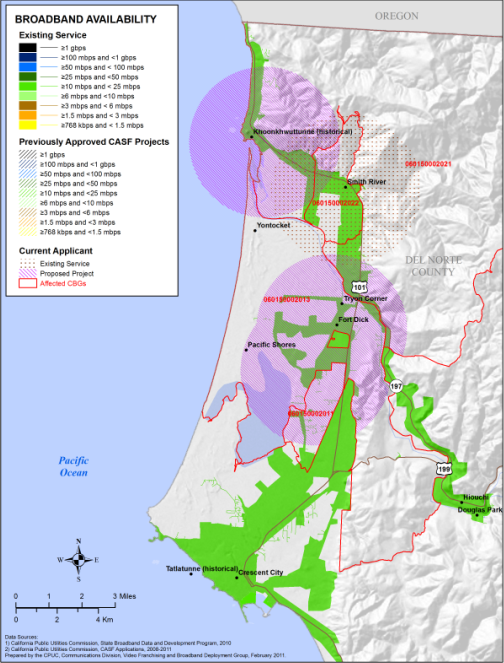 BROADBAND AVAILABILITY
Existing Service
≥1 gbps
≥100 mbps and <1 gbps
≥50 mbps and < 100 mbps
≥25 mbps and <50 mbps
≥10 mbps and < 25 mbps
≥6 mbps and <10 mbps
≥3 mbps and < 6 mbps
≥1.5 mbps and < 3 mbps
≥768 kbps and < 1.5 mbps
Previously Approved CASF Projects
≥1 gbps
≥100 mbps and <1 gbps
≥50 mbps and <100 mbps
≥25 mbps and <50 mbps
≥10 mbps and <25 mbps
≥6 mbps and <10 mbps
≥3 mbps and <6 mbps
≥1.5 mbps and <3 mbps
≥768 kbps and <1.5 mbps
Current Applicant
Existing Service
Proposed Project
Affected CBGs
OREGON
Khoonkhwuttunne (historical)
060150002021
Smith River
060150002022
Yontocket
DEL NORTE
COUNTY
101
060150002013
Tryon Corner
Fort Dick
Pacific Shores
197
060150002011
Pacific
Ocean
199
Hiouchi
Douglas Park
N
W
E
S
Tatlatunne (historical)
Crescent City
0 1 2 3 Miles
0 2 4 Km
Data Sources:
1) California Public Utilities Commission, State Broadband Data and Development Program, 2010
2) California Public Utilities Commission, CASF Applications, 2008-2011
Prepared by the CPUC, Communications Division, Video Franchising and Broadband Deployment Group, February 2011.